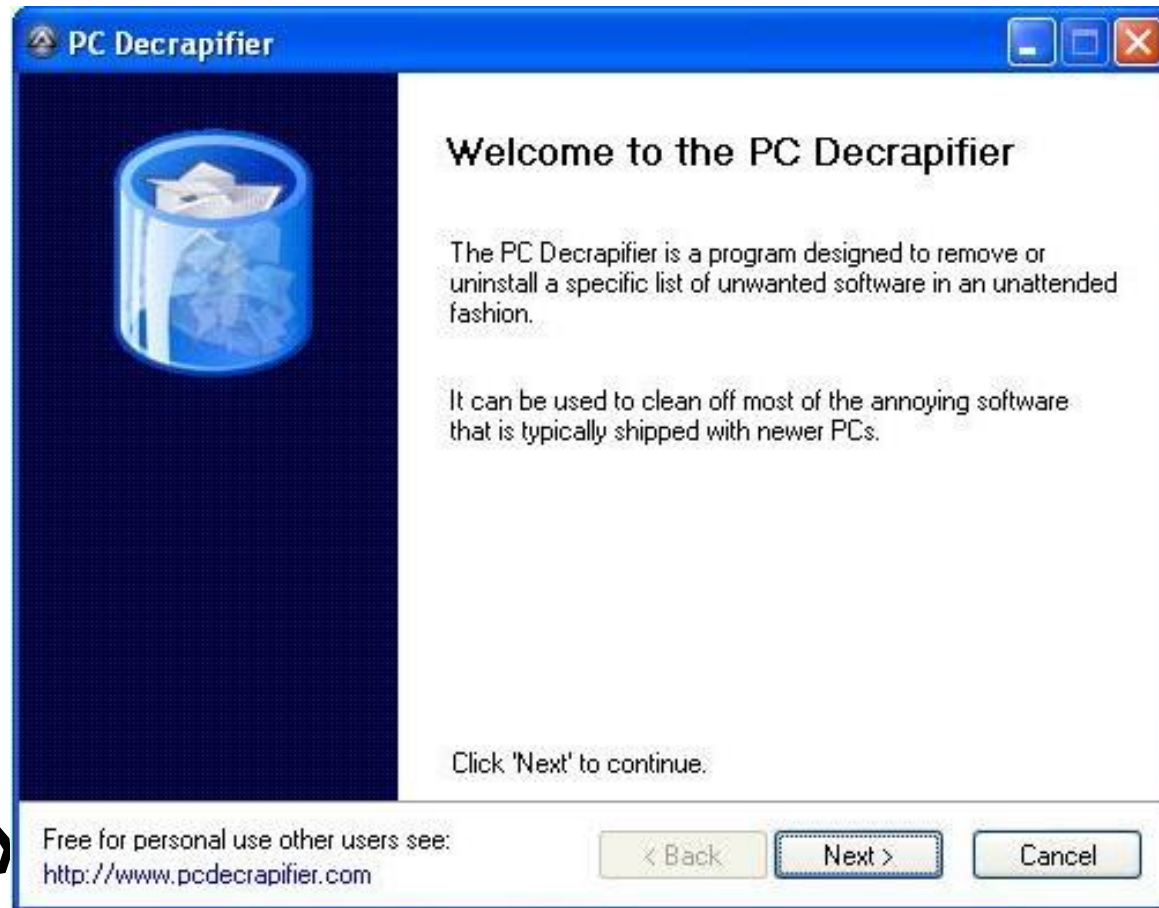 PC Decrapifier
Welcome to the PC Decrapifier
The PC Decrapifier is a program designed to remove or
uninstall a specific list of unwanted software in an unattended
fashion.
It can be used to clean off most of the annoying software
that is typically shipped with newer PCs.
Click 'Next' to continue.
Free for personal use other users see:
http://www.pcdecrapifier.com
< Back
Next >
Cancel